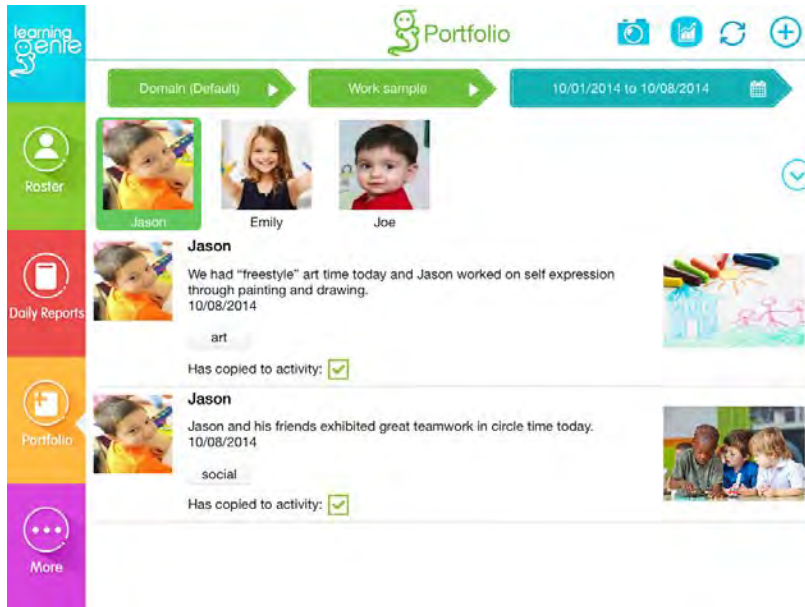 learning
Genie
Portfolio
Domain (Default)
Work sample
10/01/2014 to 10/08/2014
Roster
Jason
Emily
Joe
Jason
We had “freestyle” art time today and Jason worked on self expression
through painting and drawing.
10/08/2014
art
Has copied to activity:
Daily Reports
Jason
Jason and his friends exhibited great teamwork in circle time today.
10/08/2014
social
Has copied to activity:
Portfolio
More